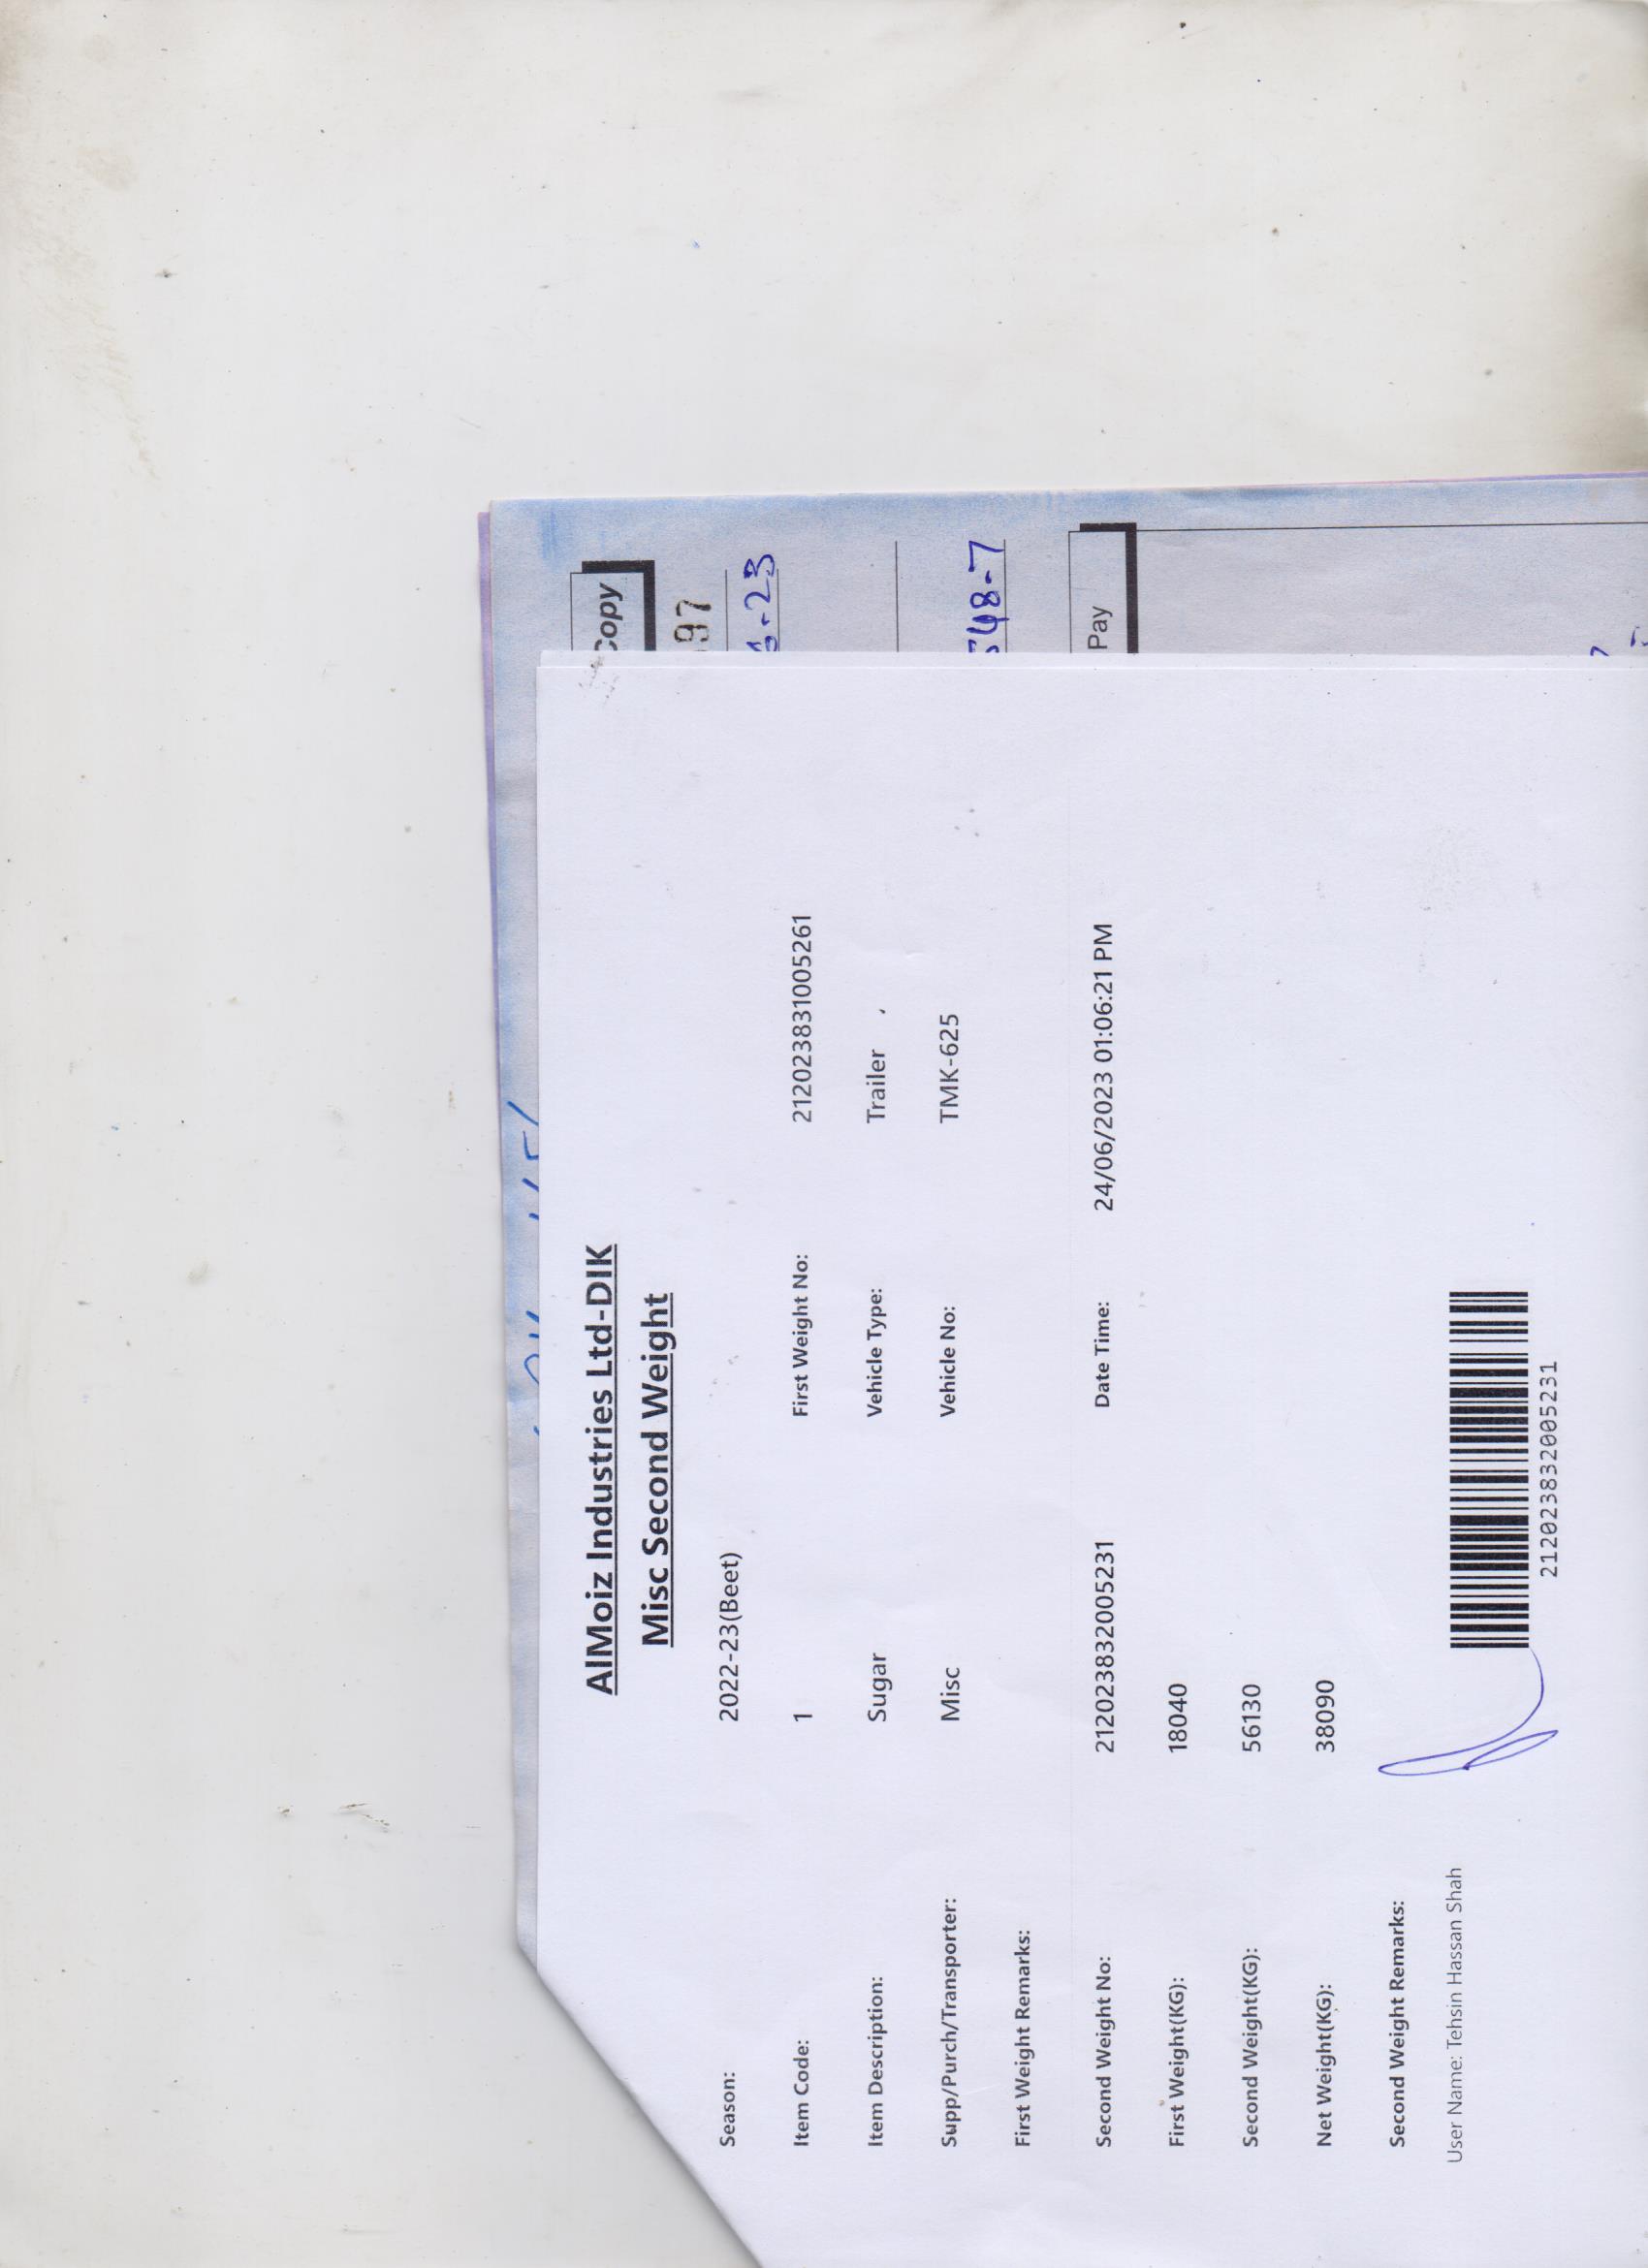 Copy
97
-23
48-7
Pay
AlMoiz Industries Ltd-DIK
Misc Second Weight
Season: 2022-23(Beet)
Item Code: 1 First Weight No: 2120238310052​61
Item Description: Sugar Vehicle Type: Trailer
Supp/Purch/Transporter: Misc Vehicle No: TMK-625
First Weight Remarks:
Second Weight No: 212023832005231 Date Time: 24/06/2023 01:06:21 PM
First Weight(KG): 18040
Second Weight(KG): 56130
Net Weight(KG): 38090
Second Weight Remarks:
User Name: Tehsin Hassan Shah
212023832005231